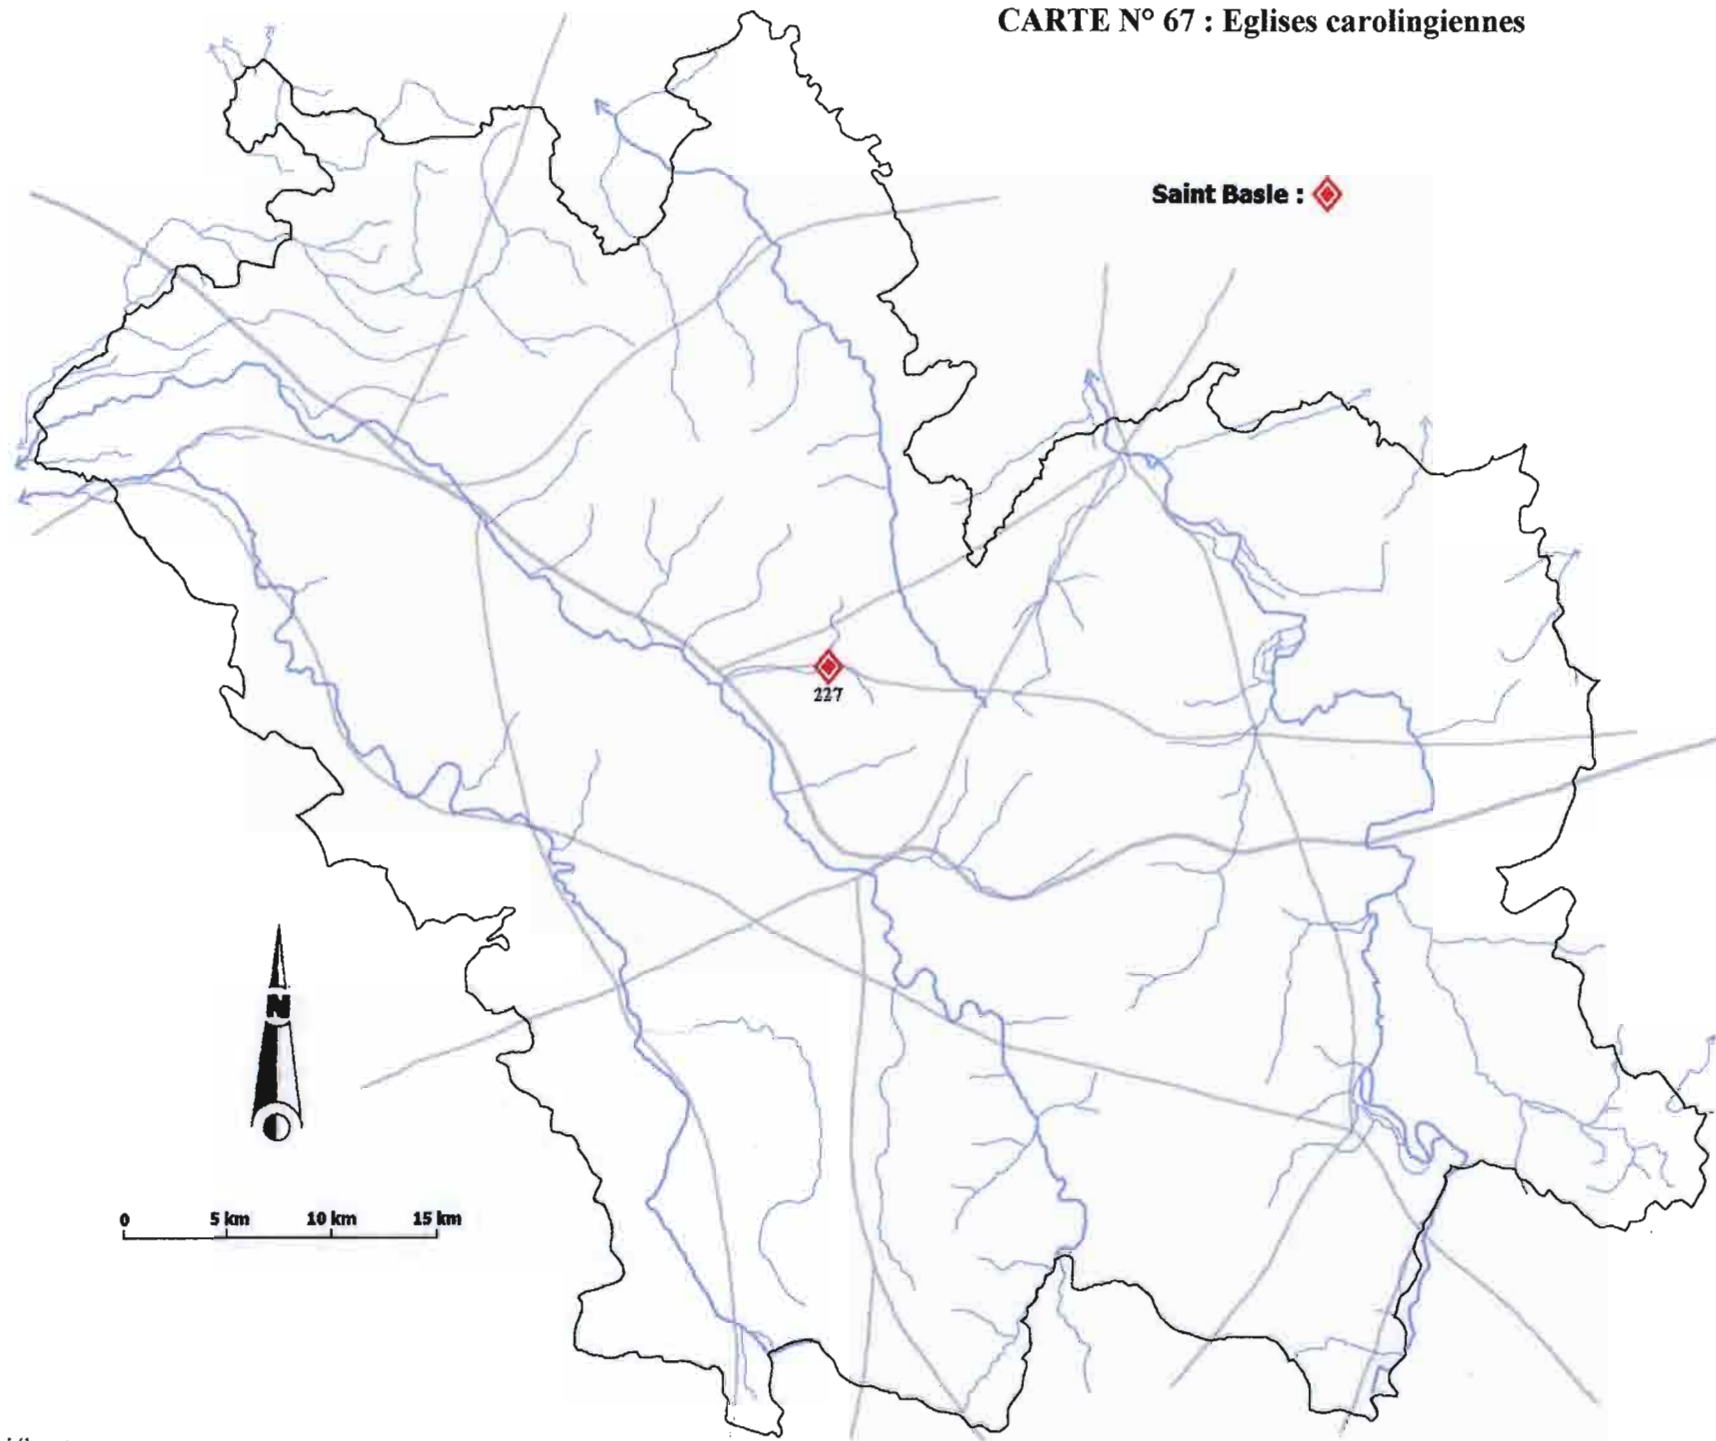 CARTE N° 67 : Eglises carolingiennes
Saint Basle :
227
N
0 5 km 10 km 15 km